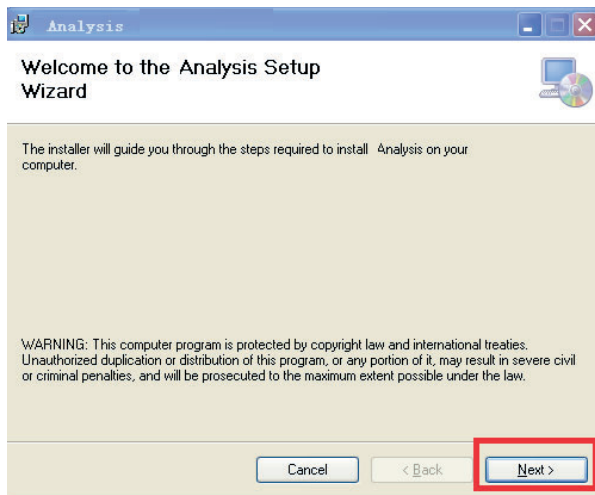 Analysis
Welcome to the Analysis Setup
Wizard
The installer will guide you through the steps required to install Analysis on your
computer.
WARNING: This computer program is protected by copyright law and international treaties.
Unauthorized duplication or distribution of this program, or any portion of it, may result in severe civil
or criminal penalties, and will be prosecuted to the maximum extent possible under the law.
Cancel < Back Next >